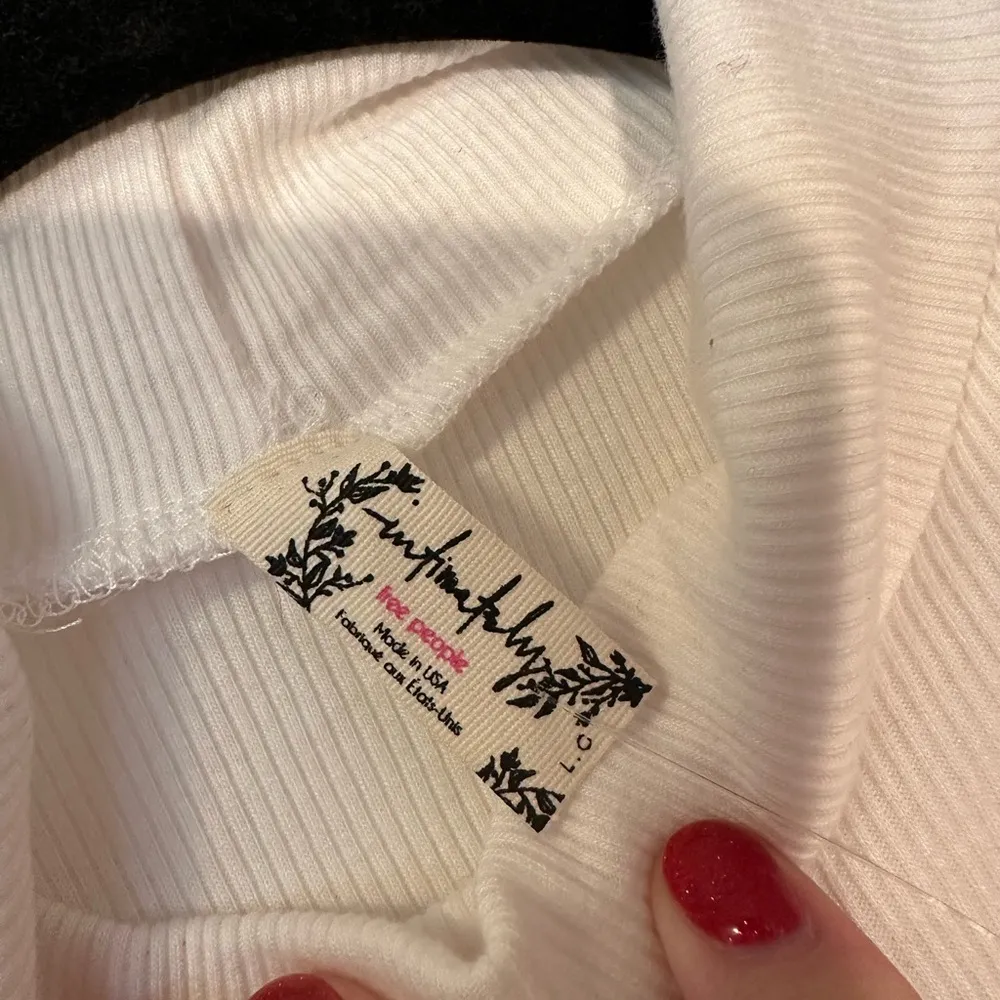 intimately
free people
Made in USA
Fabriqué aux États-Unis
L. C